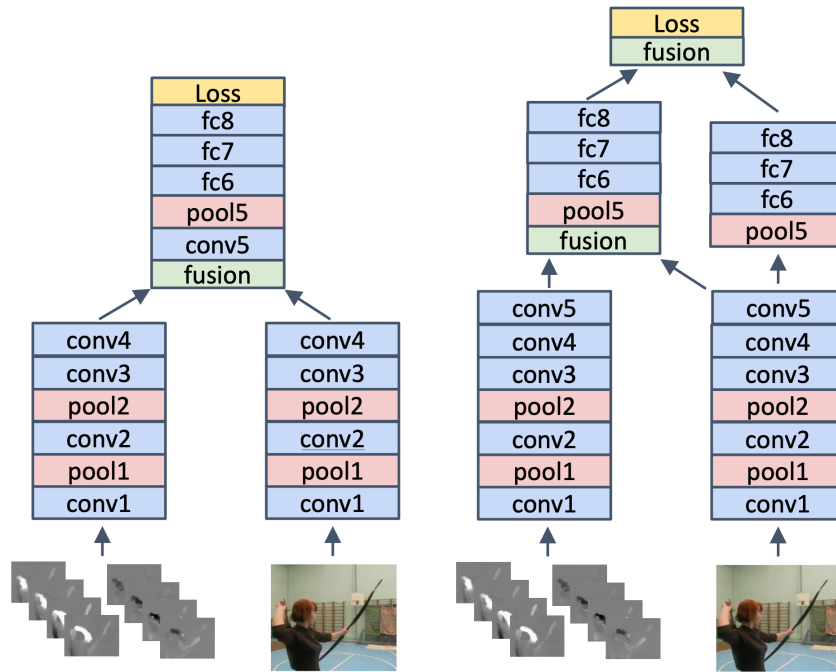 Loss
fc8
fc7
fc6
pool5
conv5
fusion
conv4
conv3
pool2
conv2
pool1
conv1
conv4
conv3
pool2
conv2
pool1
conv1
Loss
fusion
fc8
fc7
fc6
pool5
fusion
fc8
fc7
fc6
pool5
conv5
conv4
conv3
pool2
conv2
pool1
conv1
conv5
conv4
conv3
pool2
conv2
pool1
conv1